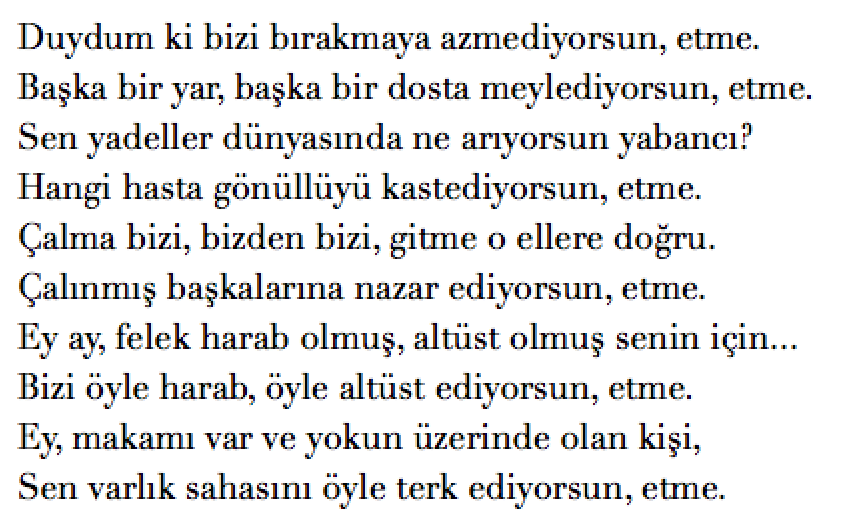 Duydum ki bizi bırakmaya azmediyorsun, etme.
Başka bir yar, başka bir dosta meylediyorsun, etme.
Sen yadeller dünyasında ne arıyorsun yabancı?
Hangi hasta gönüllüyü kastediyorsun, etme.
Çalma bizi, bizden bizi, gitme o ellere doğru.
Çalınmış başkalarına nazar ediyorsun, etme.
Ey ay, felek harab olmuş, altüst olmuş senin için...
Bizi öyle harab, öyle altüst ediyorsun, etme.
Ey, makamı var ve yokun üzerinde olan kişi,
Sen varlık sahasını öyle terk ediyorsun, etme.